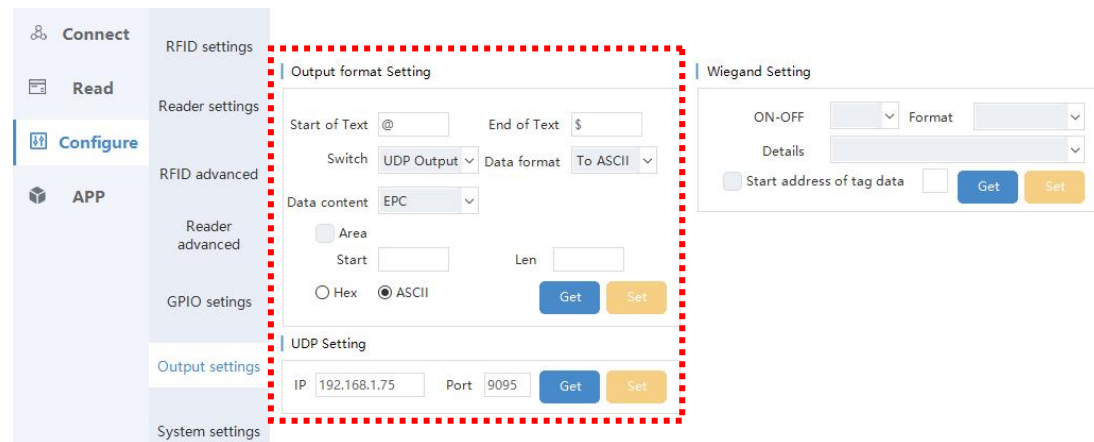 Connect
Read
Configure
APP
RFID settings
Reader settings
RFID advanced
Reader
advanced
GPIO setings
Output settings
System settings
Output format Setting
Start of Text @ End of Text $
Switch UDP Output Data format To ASCII
Data content EPC
Area
Start Len
Hex ASCII Get Set
UDP Setting
IP 192.168.1.75 Port 9095 Get Set
Wiegand Setting
ON-OFF Format
Details
Start address of tag data Get Set